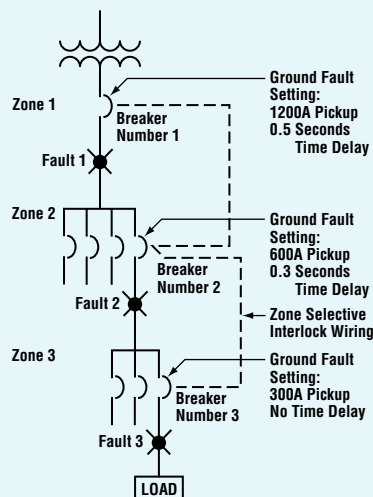 Ground Fault
Setting:
1200A Pickup
0.5 Seconds
Time Delay
Zone 1
Breaker
Number 1
Fault 1
Zone 2
Ground Fault
Setting:
600A Pickup
0.3 Seconds
Time Delay
Breaker
Number 2
Fault 2
Zone Selective
Interlock Wiring
Zone 3
Ground Fault
Setting:
300A Pickup
No Time Delay
Breaker
Number 3
Fault 3
LOAD